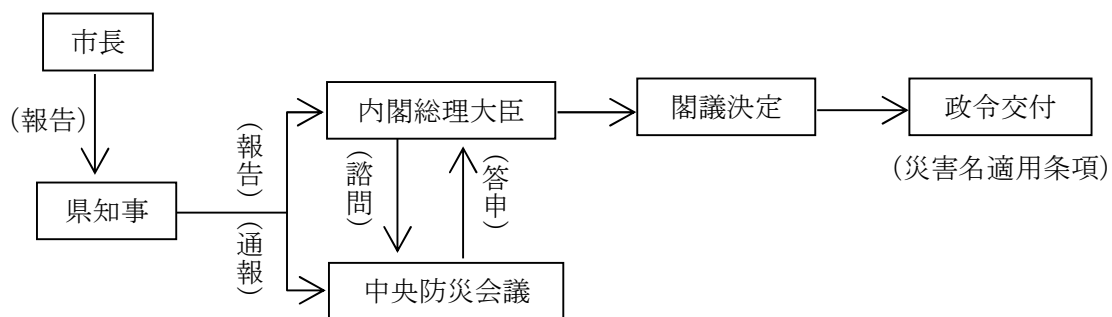 市長
(報告)
県知事
(報告)
(通報)
内閣総理大臣
(諮問)
(答申)
中央防災会議
閣議決定
政令交付
(災害名適用条項)